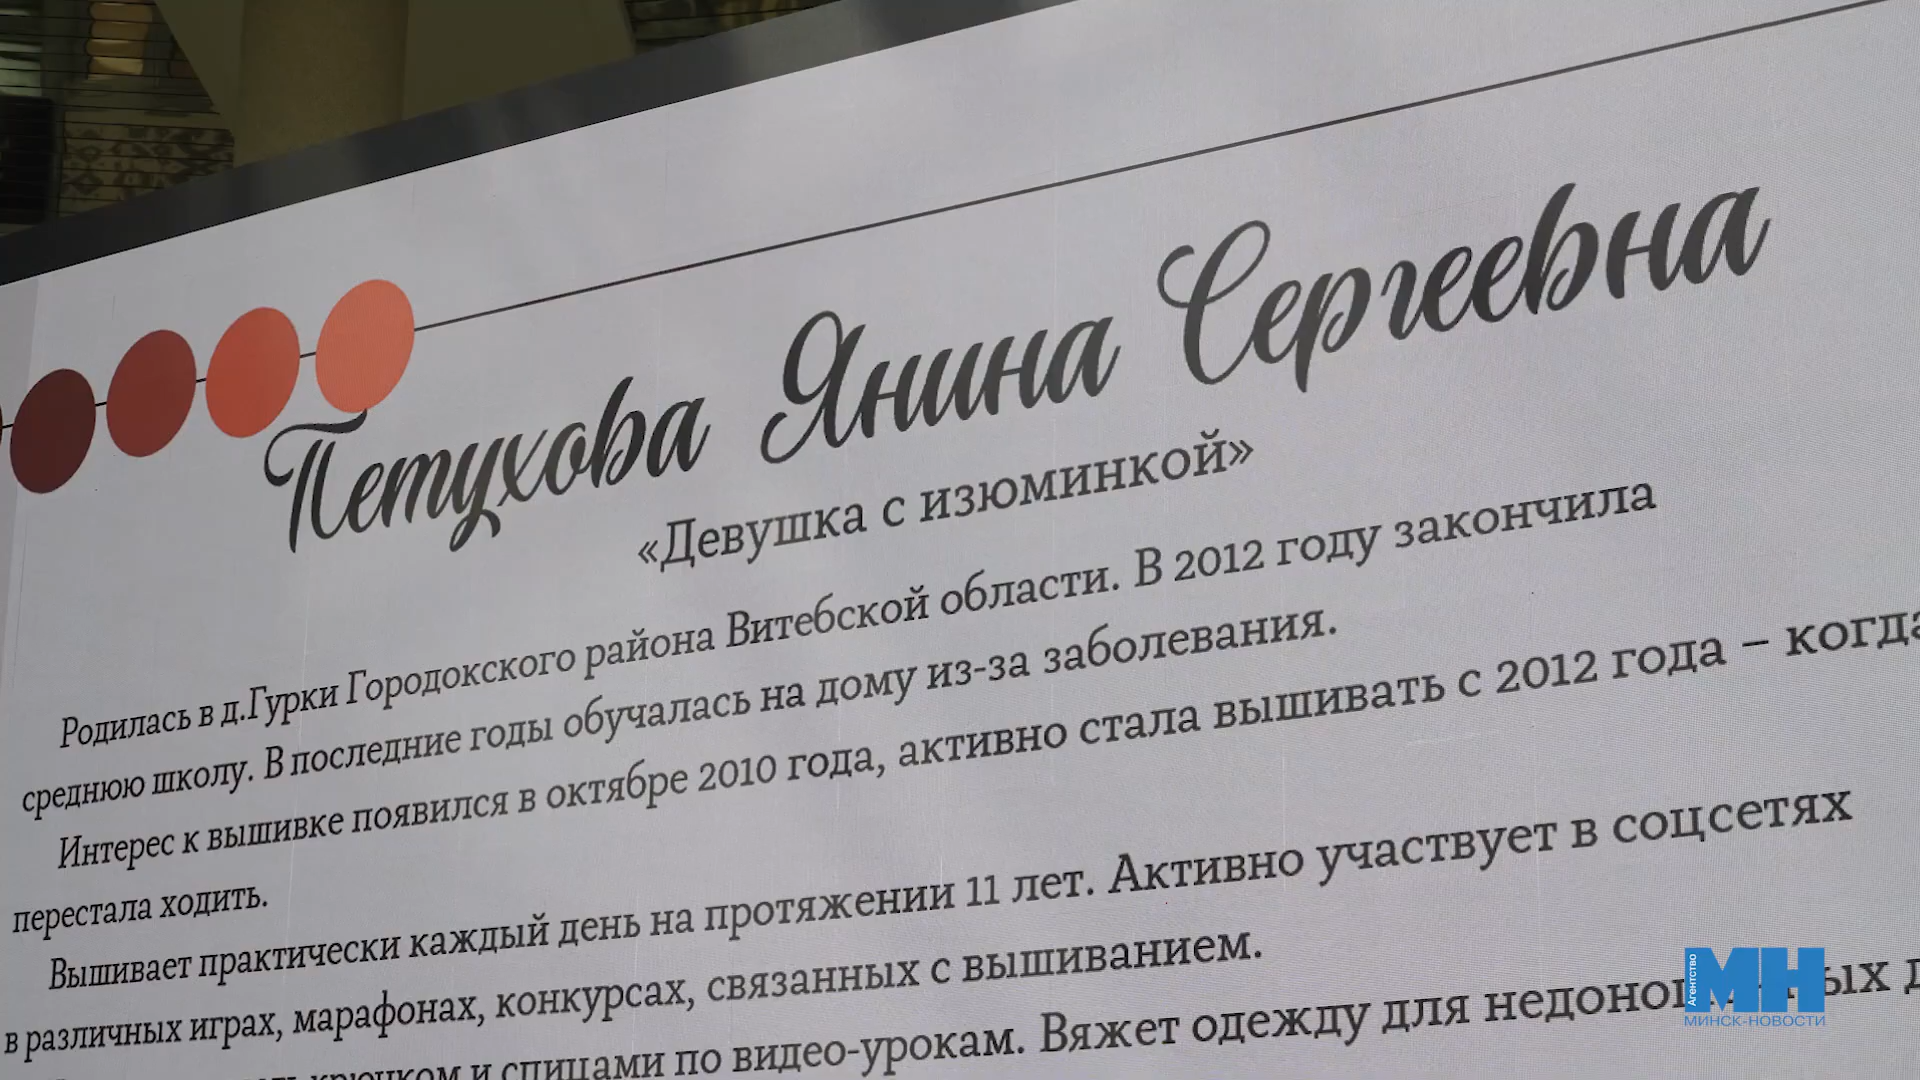 Петухова Янина Сергеевна
«Девушка с изюминкой»
Родилась в д.Гурки Городокского района Витебской области. В 2012 году закончила
среднюю школу. В последние годы обучалась на дому из-за заболевания.
Интерес к вышивке появился в октябре 2010 года, активно стала вышивать с 2012 года – когда
перестала ходить.
Вышивает практически каждый день на протяжении 11 лет. Активно участвует в соцсетях
в различных играх, марафонах, конкурсах, связанных с вышиванием.
крючком и спицами по видео-урокам. Вяжет одежду для
Агентство
МН
МИНСК-НОВОСТИ